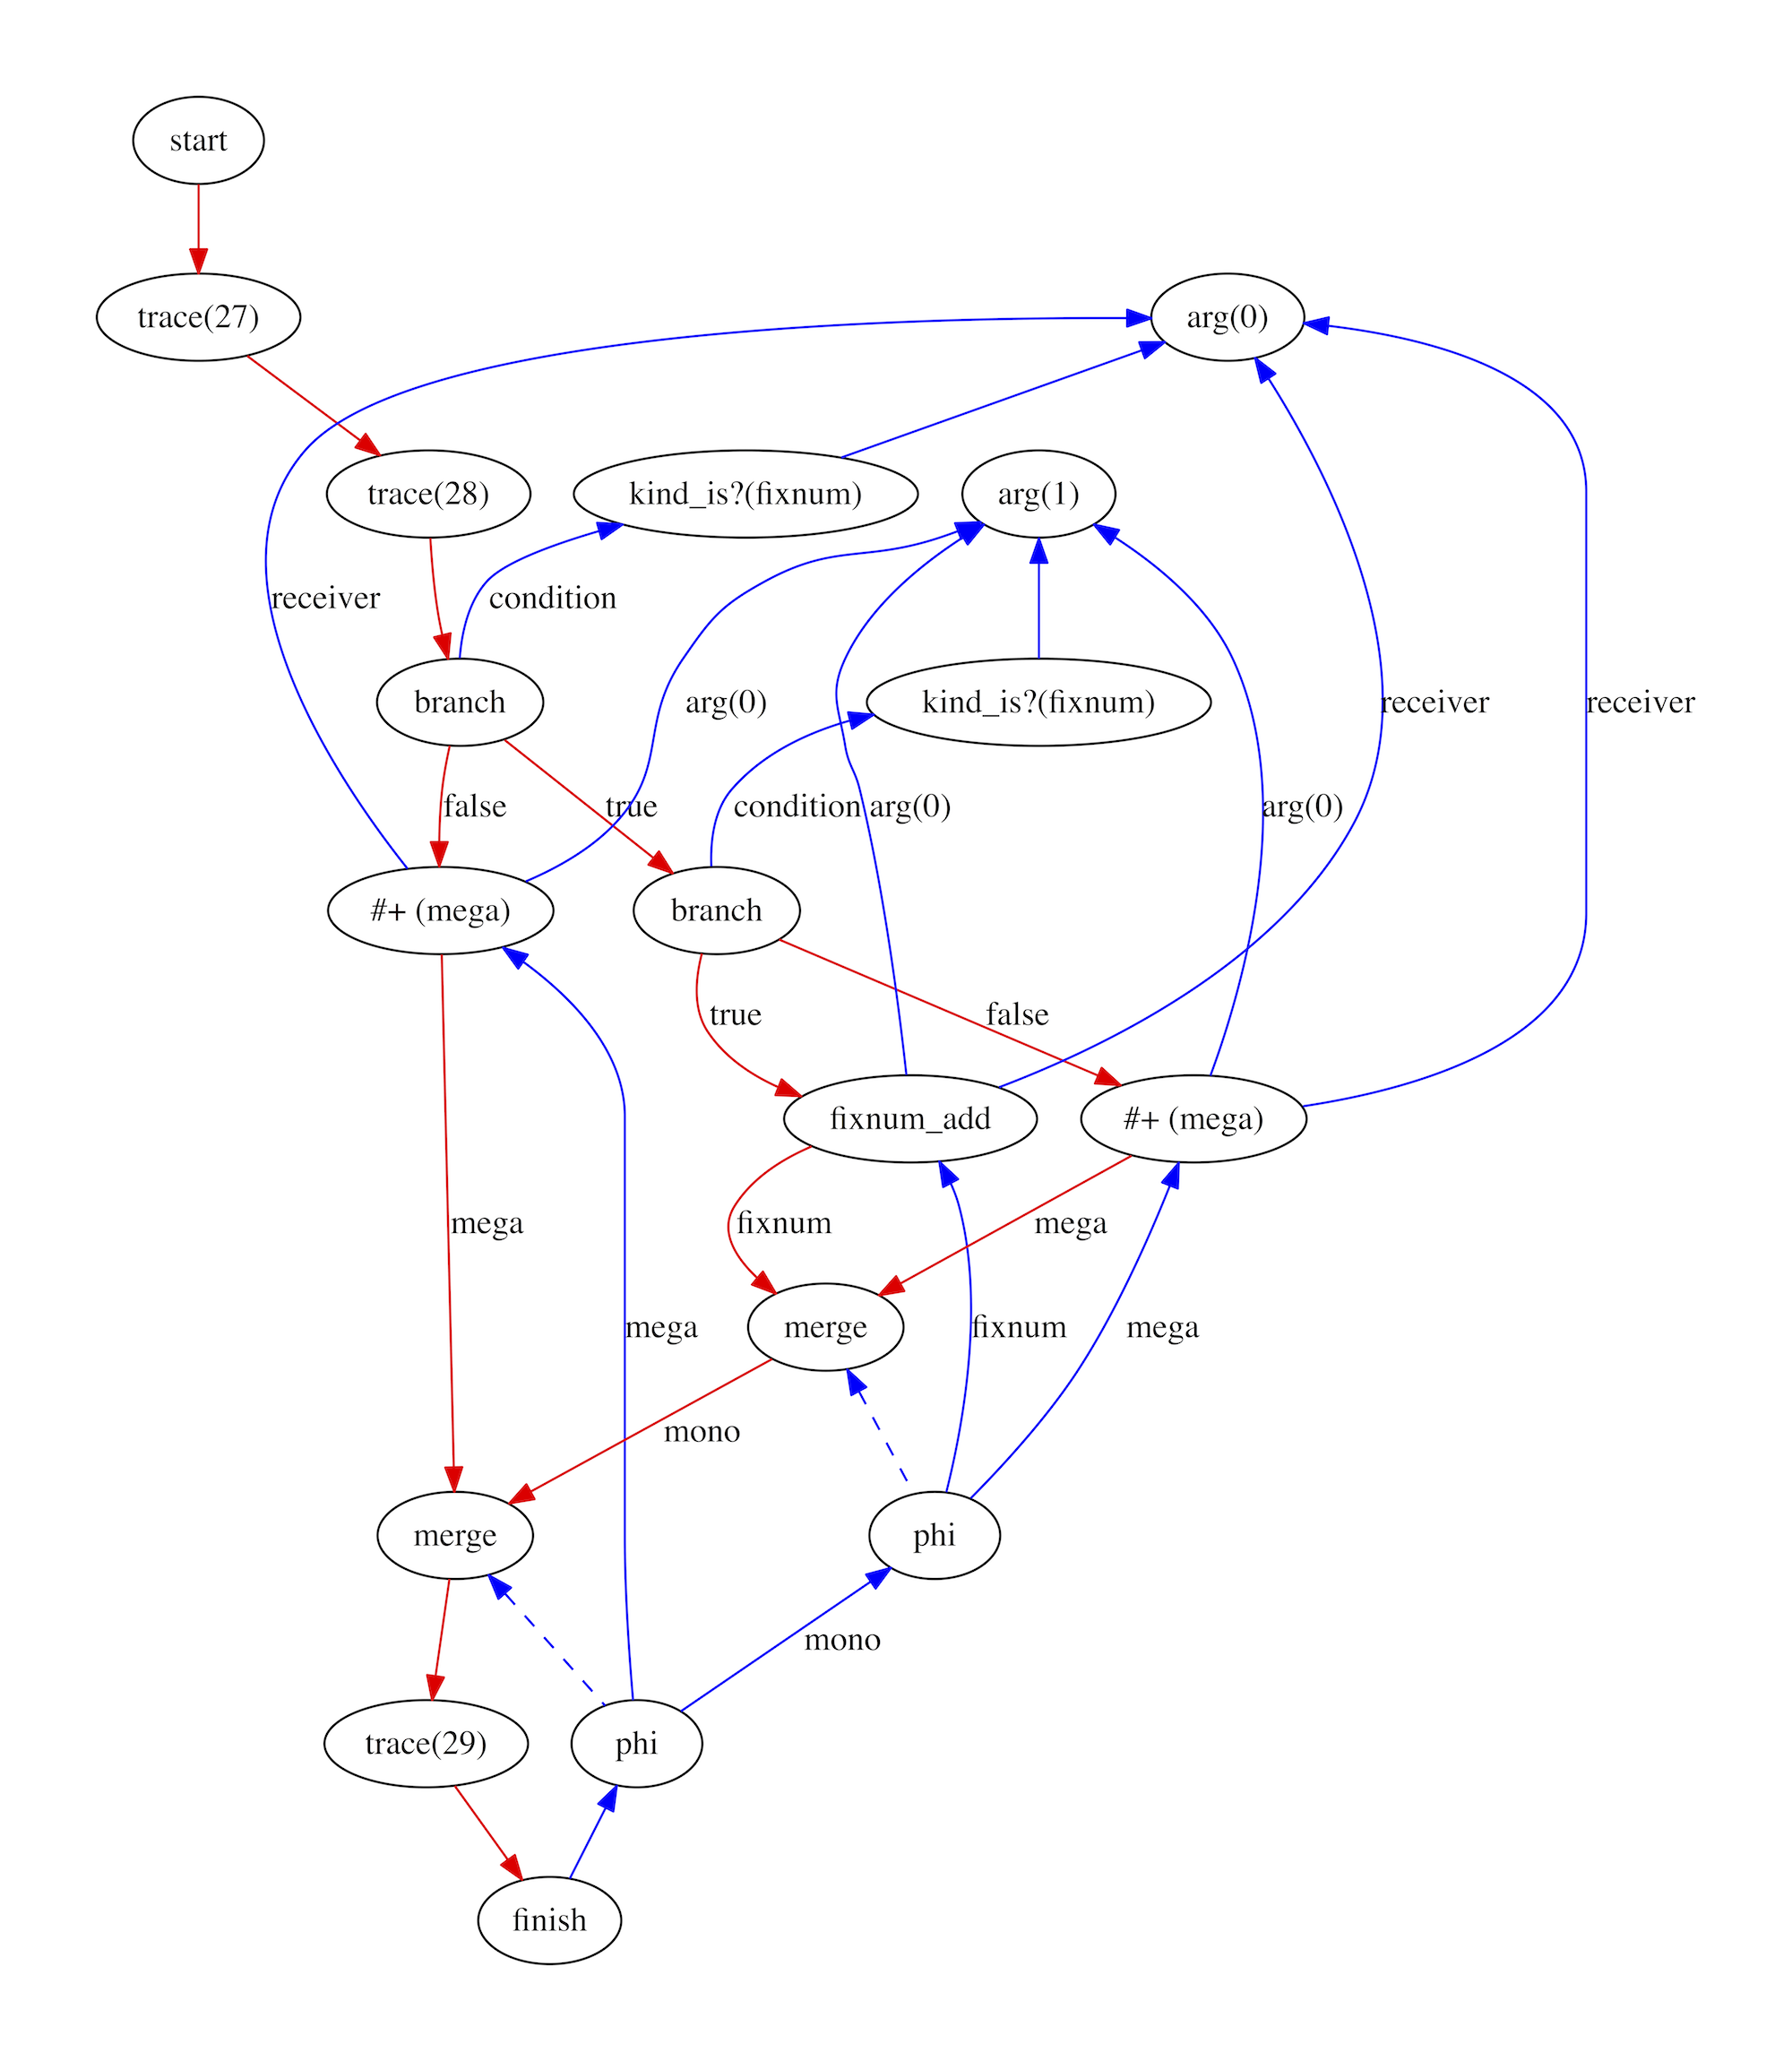 start
trace(27)
arg(0)
trace(28)
kind_is?(fixnum)
arg(1)
receiver
condition
branch
arg(0)
kind_is?(fixnum)
receiver
receiver
false
true
condition
arg(0)
arg(0)
#+ (mega)
branch
true
false
fixnum_add
#+ (mega)
mega
fixnum
mega
merge
mega
fixnum
mega
mono
merge
phi
mono
trace(29)
phi
finish